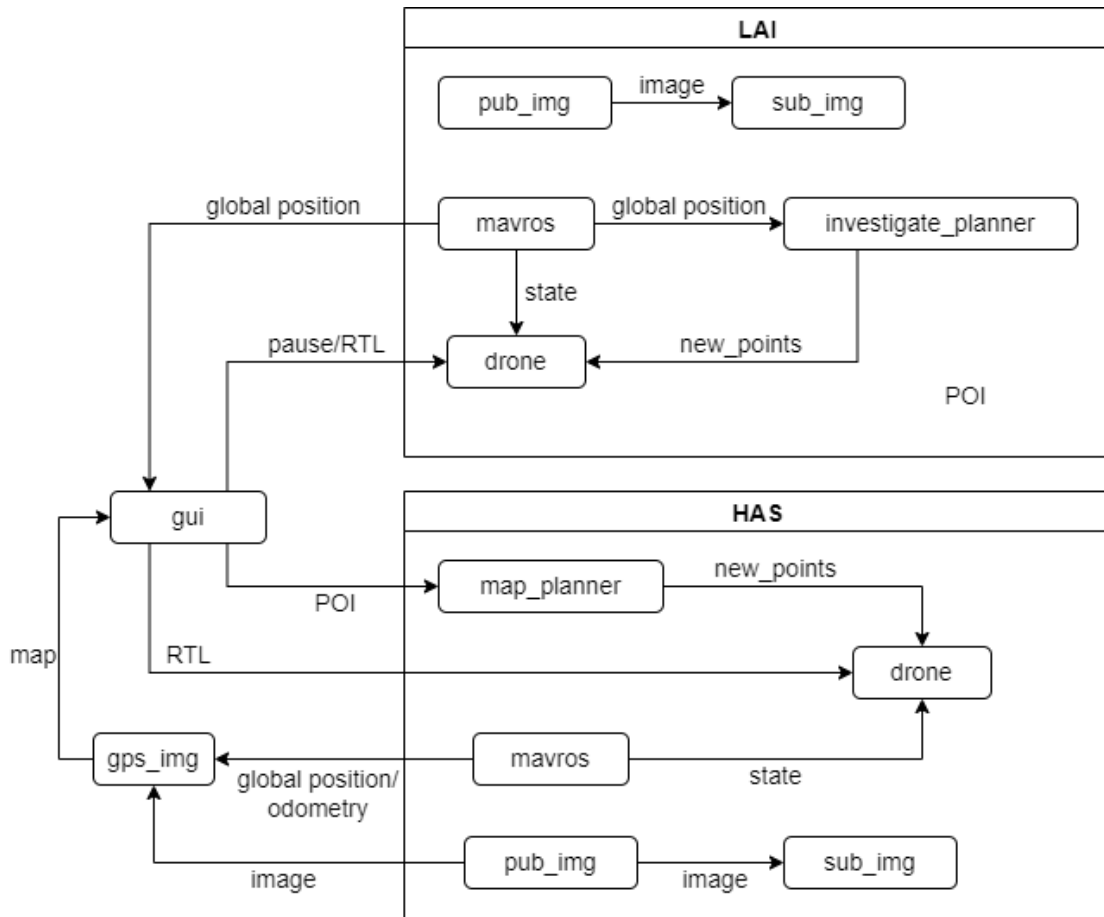 LAI
image
pub_img
sub_img
global position
mavros
global position
investigate_planner
state
pause/RTL
drone
new_points
POI
gui
HAS
map_planner
new_points
POI
map
RTL
drone
gps_img
mavros
global position/
odometry
state
pub_img
sub_img
image
image